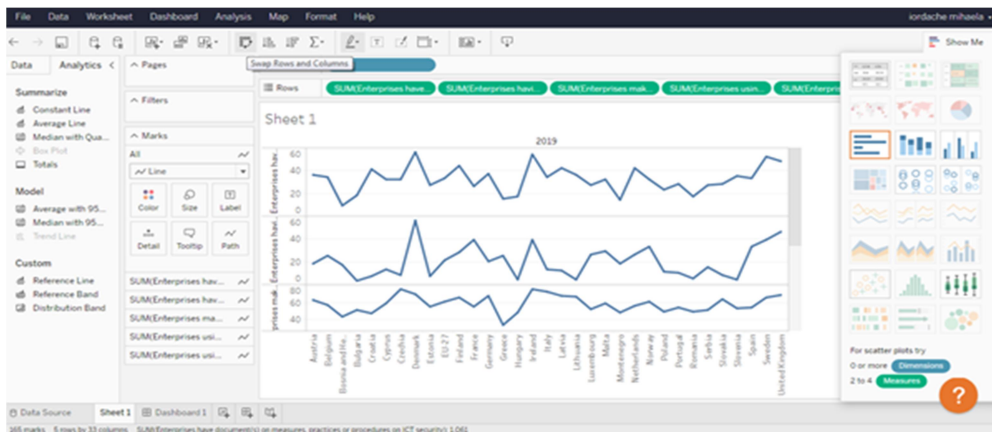 File Data Worksheet Dashboard Analysis Map Format Help iordache mihaela
Show Me
Swap Rows and Columns
Data Analytics
Summarize
Constant Line
Average Line
Median with Qua...
Box Plot
Totals
Model
Average with 95...
Median with 95...
Trend Line
Custom
Reference Line
Reference Band
Distribution Band
Pages
Filters
Marks
All
Line
Color Size Label
Detail Tooltip Path
SUM(Enterprises hav...
SUM(Enterprises hav...
SUM(Enterprises ma...
SUM(Enterprises usi...
SUM(Enterprises usi...
Rows SUM(Enterprises have.. SUM(Enterprises havi.. SUM(Enterprises mak.. SUM(Enterprises usin..
Sheet 1
2019
Enterprises hav..
60
40
20
0
Enterprises havi..
60
40
20
0
prises mak..
80
60
40
Austria
Belgium
Bosnia and He..
Bulgaria
Croatia
Cyprus
Czechia
Denmark
Estonia
EU-27
Finland
France
Germany
Greece
Hungary
Ireland
Italy
Latvia
Lithuania
Luxembourg
Malta
Montenegro
Netherlands
Norway
Poland
Portugal
Romania
Serbia
Slovakia
Slovenia
Spain
Sweden
United Kingdom
For scatter plots try
0 or more Dimensions
2 to 4 Measures
?
Data Source Sheet 1 Dashboard 1
165 marks 5 rows by 33 columns SUM(Enterprises have document(s) on measures, practices or procedures on ICT security): 1,061